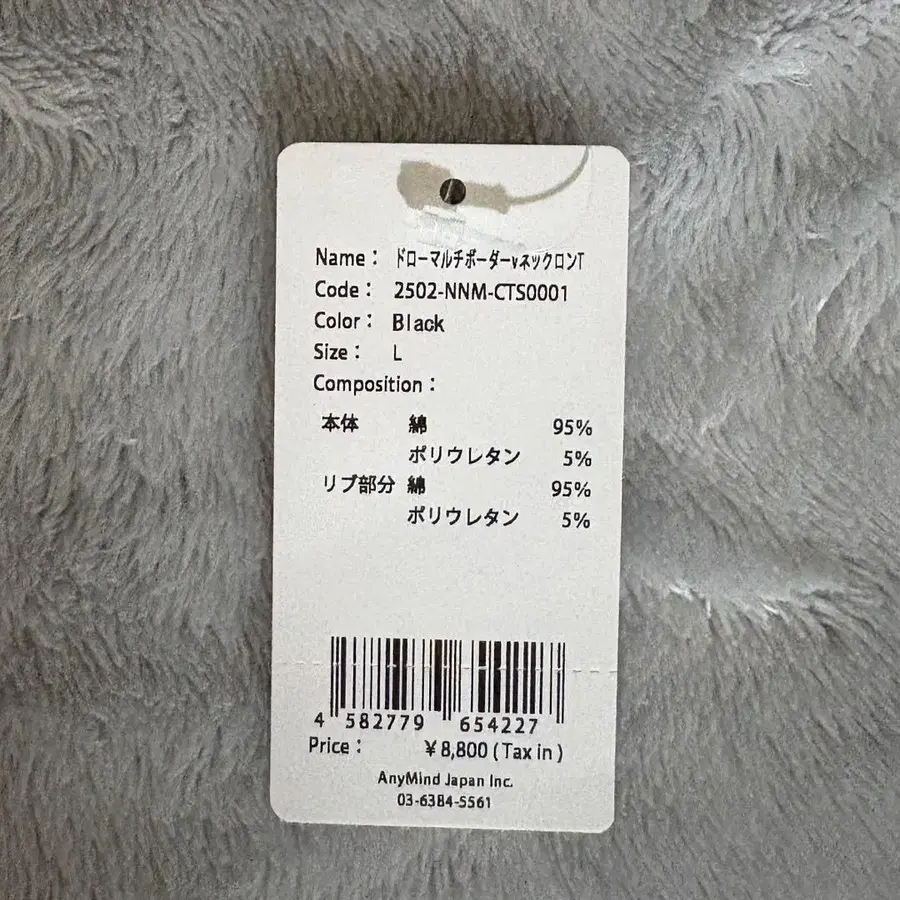 Name： ドローマルチボーダーvネックロンT
Code： 2502-NNM-CTS0001
Color： Black
Size： L
Composition：
本体 綿 95%
ポリウレタン 5%
リブ部分 綿 95%
ポリウレタン 5%
4 582779 654227
Price： ￥8,800 ( Tax in )
AnyMind Japan Inc.
03-6384-5561